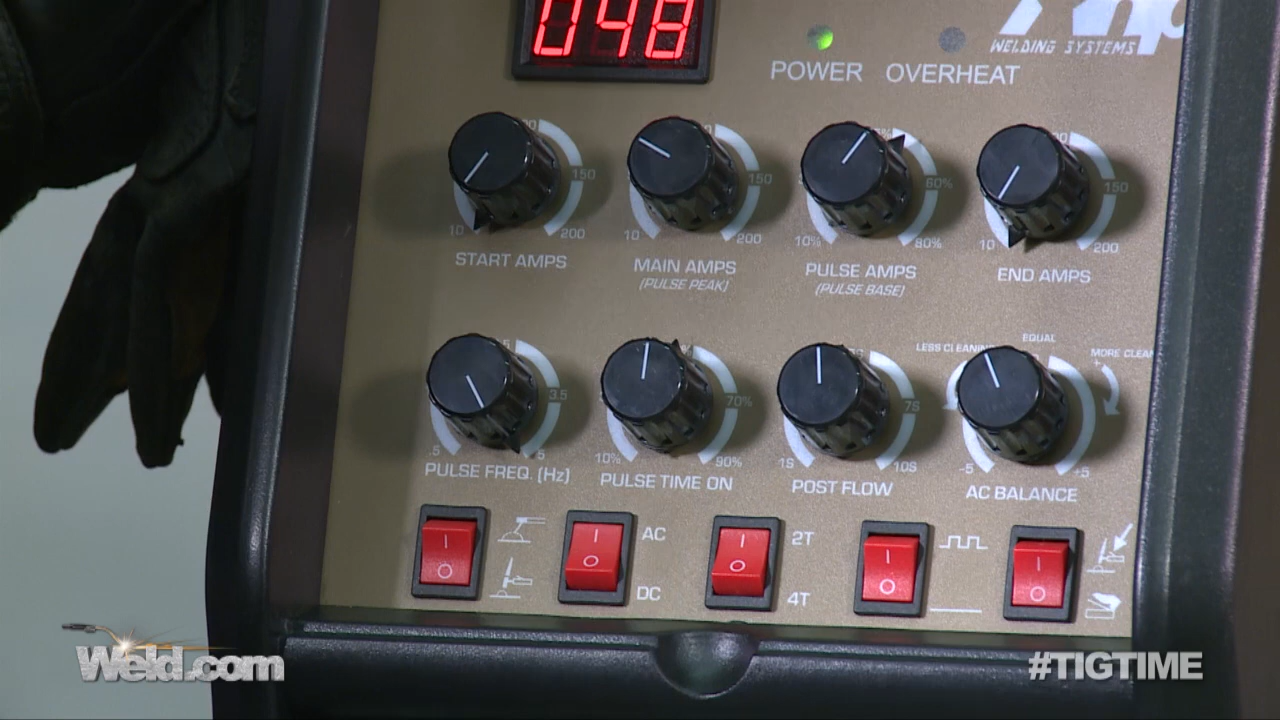 048
POWER
OVERHEAT
WELDING SYSTEMS
150
10
200
START AMPS
150
10
200
MAIN AMPS
(PULSE PEAK)
60%
10%
80%
PULSE AMPS
(PULSE BASE)
150
10
200
END AMPS
3.5
.5
5
PULSE FREQ. (Hz)
70%
10%
90%
PULSE TIME ON
7S
1S
10S
POST FLOW
EQUAL
LESS CLEANING
MORE CLEAN
-5
+5
AC BALANCE
AC
DC
2T
4T
Weld.com
#TIGTIME